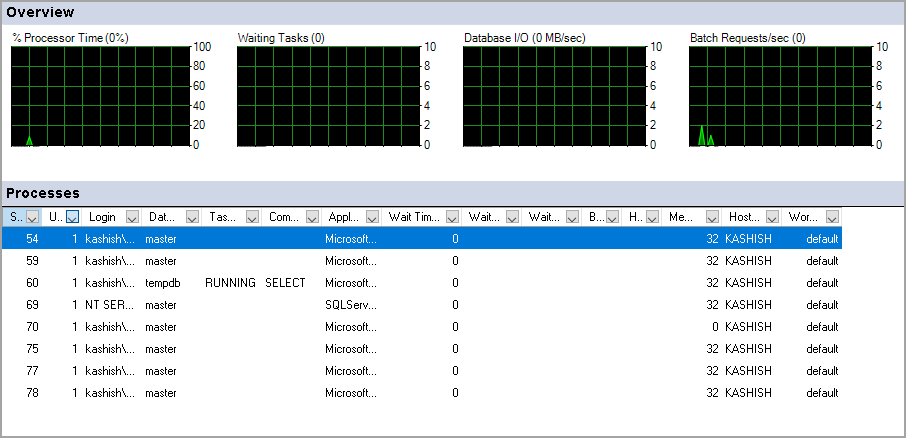 Overview
% Processor Time (0%) Waiting Tasks (0) Database I/O (0 MB/sec) Batch Requests/sec (0)
100 10 10 10
80 8 8 8
60 6 6 6
40 4 4 4
20 2 2 2
0 0 0 0
Processes
S... U... Login Dat... Tas... Com... Appl... Wait Tim... Wait... Wait... B... H... Me... Host... Wor...
54 1 kashish\... master Microsoft... 0 32 KASHISH default
59 1 kashish\... master Microsoft... 0 32 KASHISH default
60 1 kashish\... tempdb RUNNING SELECT Microsoft... 0 32 KASHISH default
69 1 NT SER... master SQLServ... 0 32 KASHISH default
70 1 kashish\... master Microsoft... 0 0 KASHISH default
75 1 kashish\... master Microsoft... 0 32 KASHISH default
77 1 kashish\... master Microsoft... 0 32 KASHISH default
78 1 kashish\... master Microsoft... 0 32 KASHISH default